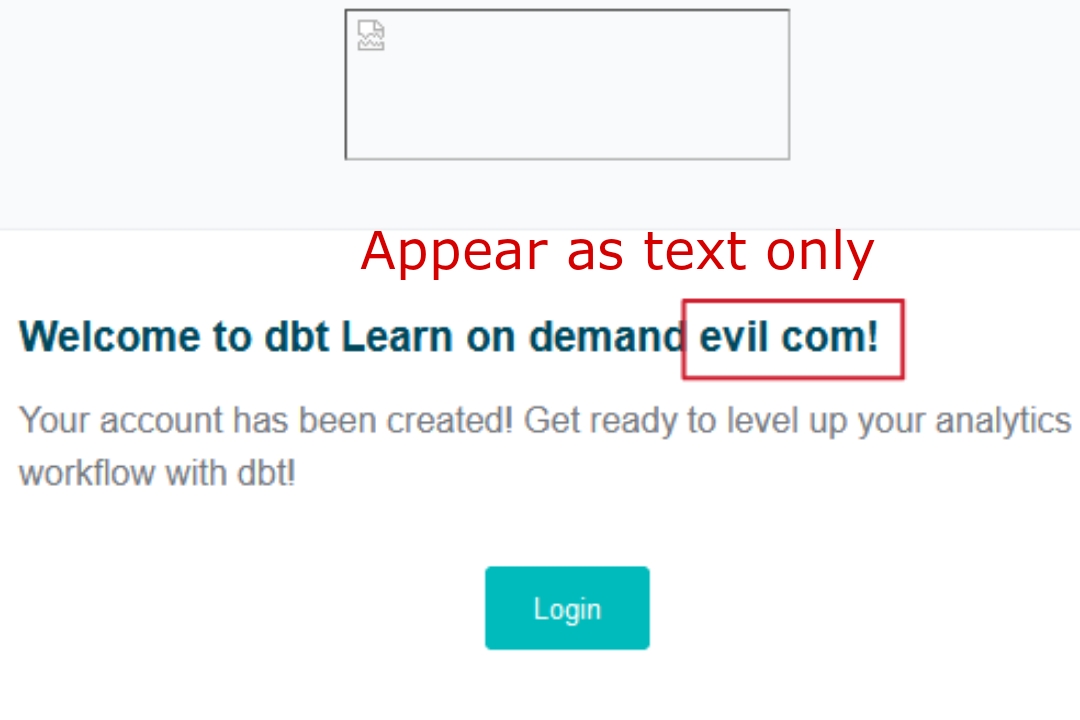 Appear as text only
Welcome to dbt Learn on demand evil com!
Your account has been created! Get ready to level up your analytics
workflow with dbt!
Login